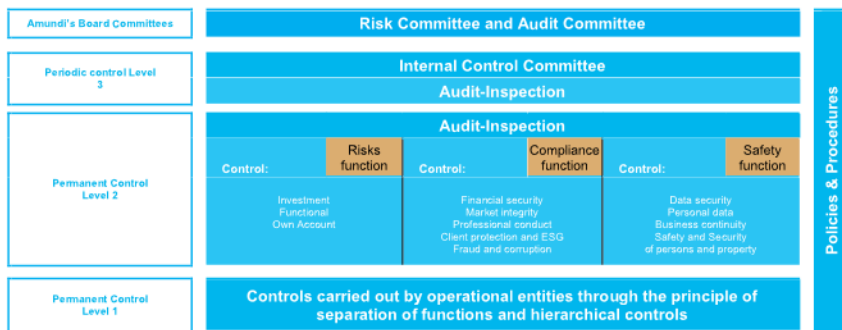 Amundi's Board Committees
Risk Committee and Audit Committee
Periodic control Level
3
Internal Control Committee
Audit-Inspection
Permanent Control
Level 2
Audit-Inspection
Control:
Risks
function
Investment
Functional
Own Account
Control:
Compliance
function
Financial security
Market integrity
Professional conduct
Client protection and ESG
Fraud and corruption
Control:
Safety
function
Data security
Personal data
Business continuity
Safety and Security
of persons and property
Permanent Control
Level 1
Controls carried out by operational entities through the principle of
separation of functions and hierarchical controls
Policies & Procedures